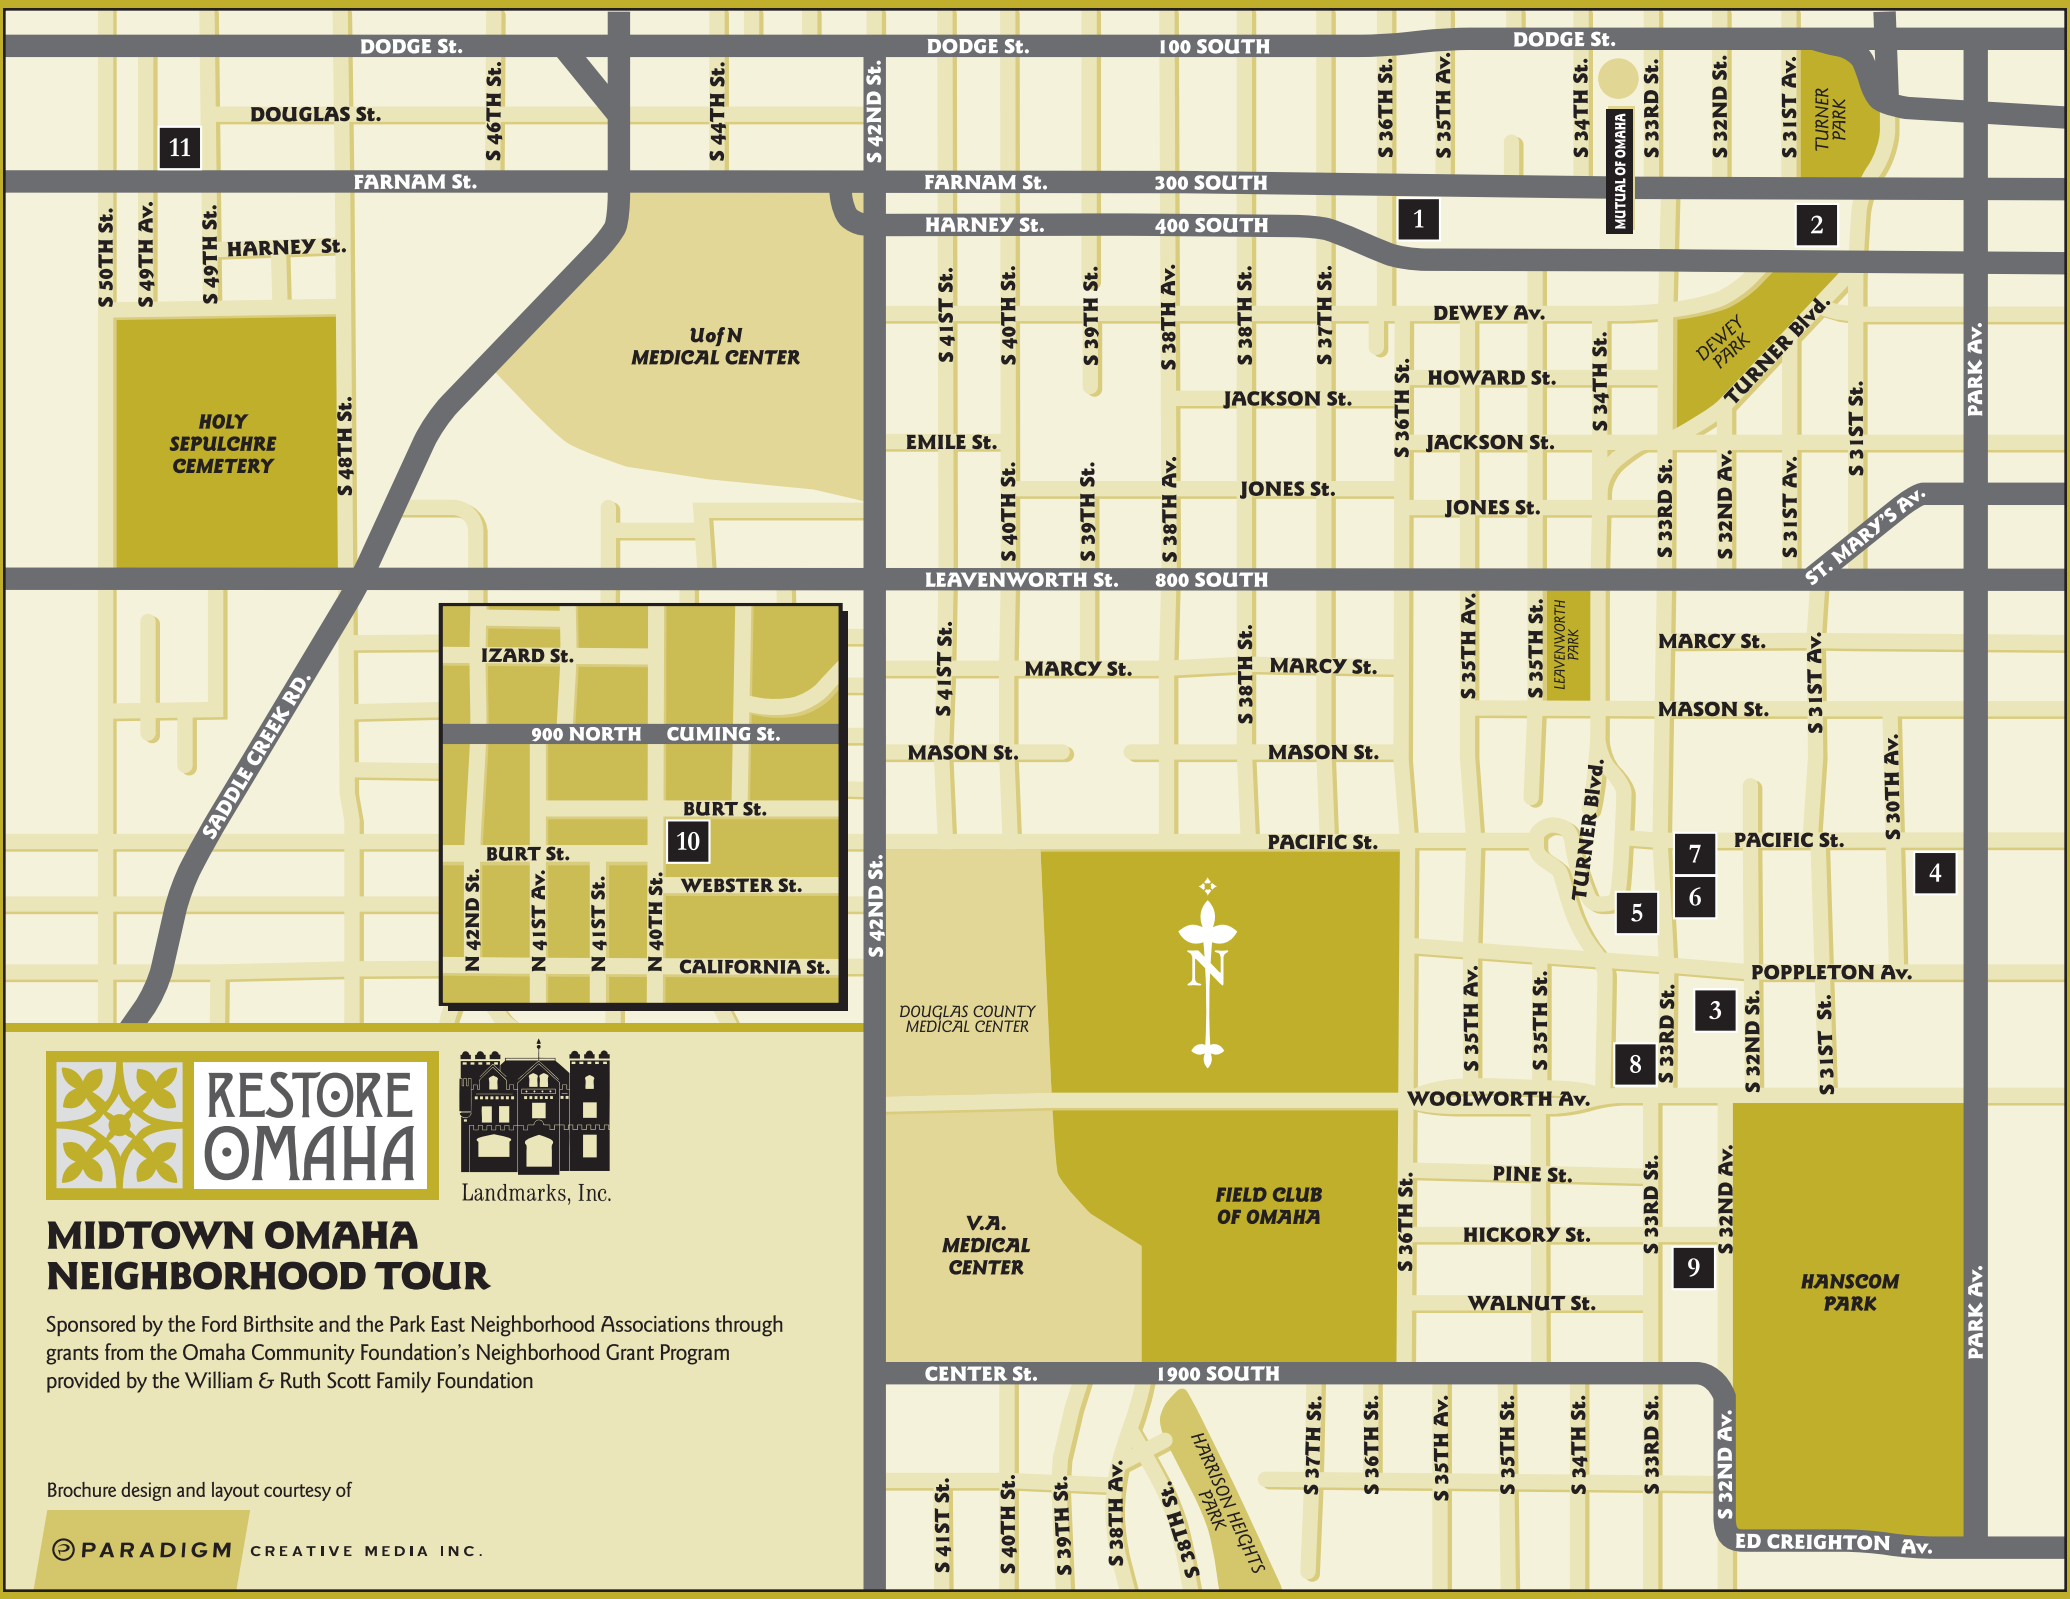 DODGE St.
DODGE St.
100 SOUTH
DODGE St.
DOUGLAS St.
S 46TH St.
S 44TH St.
S 42ND St.
S 36TH St.
S 35TH Av.
S 34TH St.
MUTUAL OF OMAHA
S 33RD St.
S 32ND St.
S 31ST Av.
TURNER
PARK
11
FARNAM St.
FARNAM St.
300 SOUTH
S 50TH St.
S 49TH Av.
S 49TH St.
HARNEY St.
HARNEY St.
400 SOUTH
1
2
UofN
MEDICAL CENTER
S 41ST St.
S 40TH St.
S 39TH St.
S 38TH Av.
S 38TH St.
S 37TH St.
DEWEY Av.
DEWEY
PARK
TURNER Blvd.
HOWARD St.
S 36TH St.
S 34TH St.
JACKSON St.
JACKSON St.
S 31ST St.
PARK Av.
HOLY
SEPULCHRE
CEMETERY
S 48TH St.
EMILE St.
S 40TH St.
S 39TH St.
S 38TH Av.
JONES St.
JONES St.
S 33RD St.
S 32ND Av.
S 31ST Av.
ST. MARY'S Av.
LEAVENWORTH St.
800 SOUTH
S 41ST St.
MARCY St.
S 38TH St.
MARCY St.
S 35TH Av.
S 35TH St.
LEAVENWORTH
PARK
MARCY St.
S 31ST Av.
MASON St.
MASON St.
MASON St.
S 30TH Av.
SADDLE CREEK RD.
IZARD St.
900 NORTH
CUMING St.
BURT St.
10
BURT St.
WEBSTER St.
N 42ND St.
N 41ST Av.
N 41ST St.
N 40TH St.
CALIFORNIA St.
S 42ND St.
PACIFIC St.
TURNER Blvd.
PACIFIC St.
7
6
5
4
N
POPPLETON Av.
DOUGLAS COUNTY
MEDICAL CENTER
S 35TH Av.
S 35TH St.
S 33RD St.
3
S 32ND St.
S 31ST St.
8
WOOLWORTH Av.
PINE St.
S 36TH St.
S 33RD St.
S 32ND Av.
HICKORY St.
9
WALNUT St.
FIELD CLUB
OF OMAHA
V.A.
MEDICAL
CENTER
HANSCOM
PARK
PARK Av.
CENTER St.
1900 SOUTH
S 41ST St.
S 40TH St.
S 39TH St.
S 38TH Av.
S 38TH St.
HARRISON HEIGHTS
PARK
S 37TH St.
S 36TH St.
S 35TH Av.
S 35TH St.
S 34TH St.
S 33RD St.
S 32ND Av.
ED CREIGHTON Av.
RESTORE
OMAHA
Landmarks, Inc.
MIDTOWN OMAHA
NEIGHBORHOOD TOUR
Sponsored by the Ford Birthsite and the Park East Neighborhood Associations through
grants from the Omaha Community Foundation's Neighborhood Grant Program
provided by the William & Ruth Scott Family Foundation
Brochure design and layout courtesy of
P PARADIGM CREATIVE MEDIA INC.